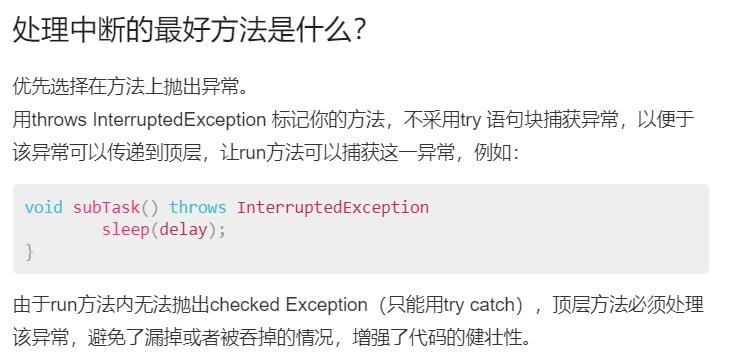 处理中断的最好方法是什么？
优先选择在方法上抛出异常。
用throws InterruptedException 标记你的方法，不采用try 语句块捕获异常，以便于
该异常可以传递到顶层，让run方法可以捕获这一异常，例如：
void subTask() throws InterruptedException
sleep(delay);
}
由于run方法内无法抛出checked Exception（只能用try catch），顶层方法必须处理
该异常，避免了漏掉或者被吞掉的情况，增强了代码的健壮性。